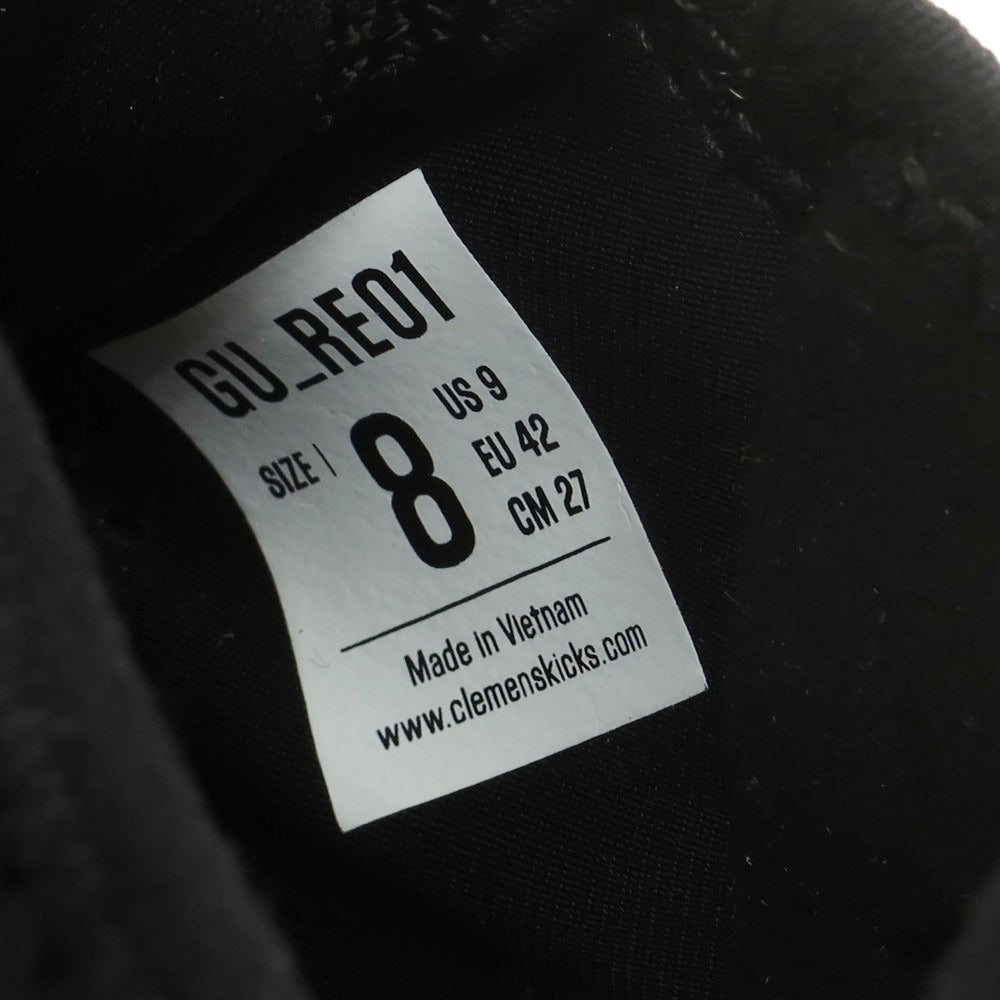 GU_RE01
SIZE | 8
US 9
EU 42
CM 27
Made in Vietnam
www.clemenskicks.com